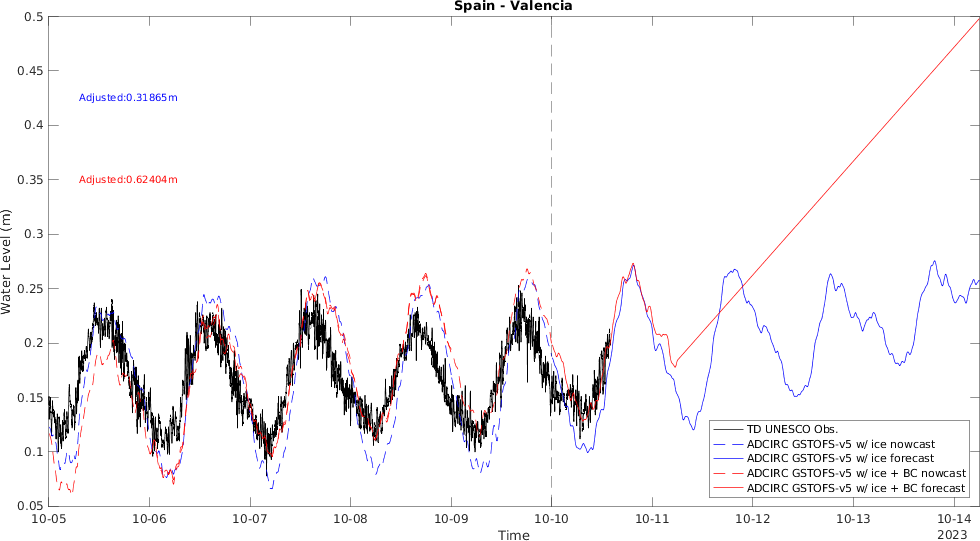 Spain - Valencia
0.5
0.45
0.4
0.35
0.3
0.25
0.2
0.15
0.1
0.05
Water Level (m)
Adjusted:0.31865m
Adjusted:0.62404m
TD UNESCO Obs.
ADCIRC GSTOFS-v5 w/ ice nowcast
ADCIRC GSTOFS-v5 w/ ice forecast
ADCIRC GSTOFS-v5 w/ ice + BC nowcast
ADCIRC GSTOFS-v5 w/ ice + BC forecast
10-05 10-06 10-07 10-08 10-09 10-10 10-11 10-12 10-13 10-14
Time
2023